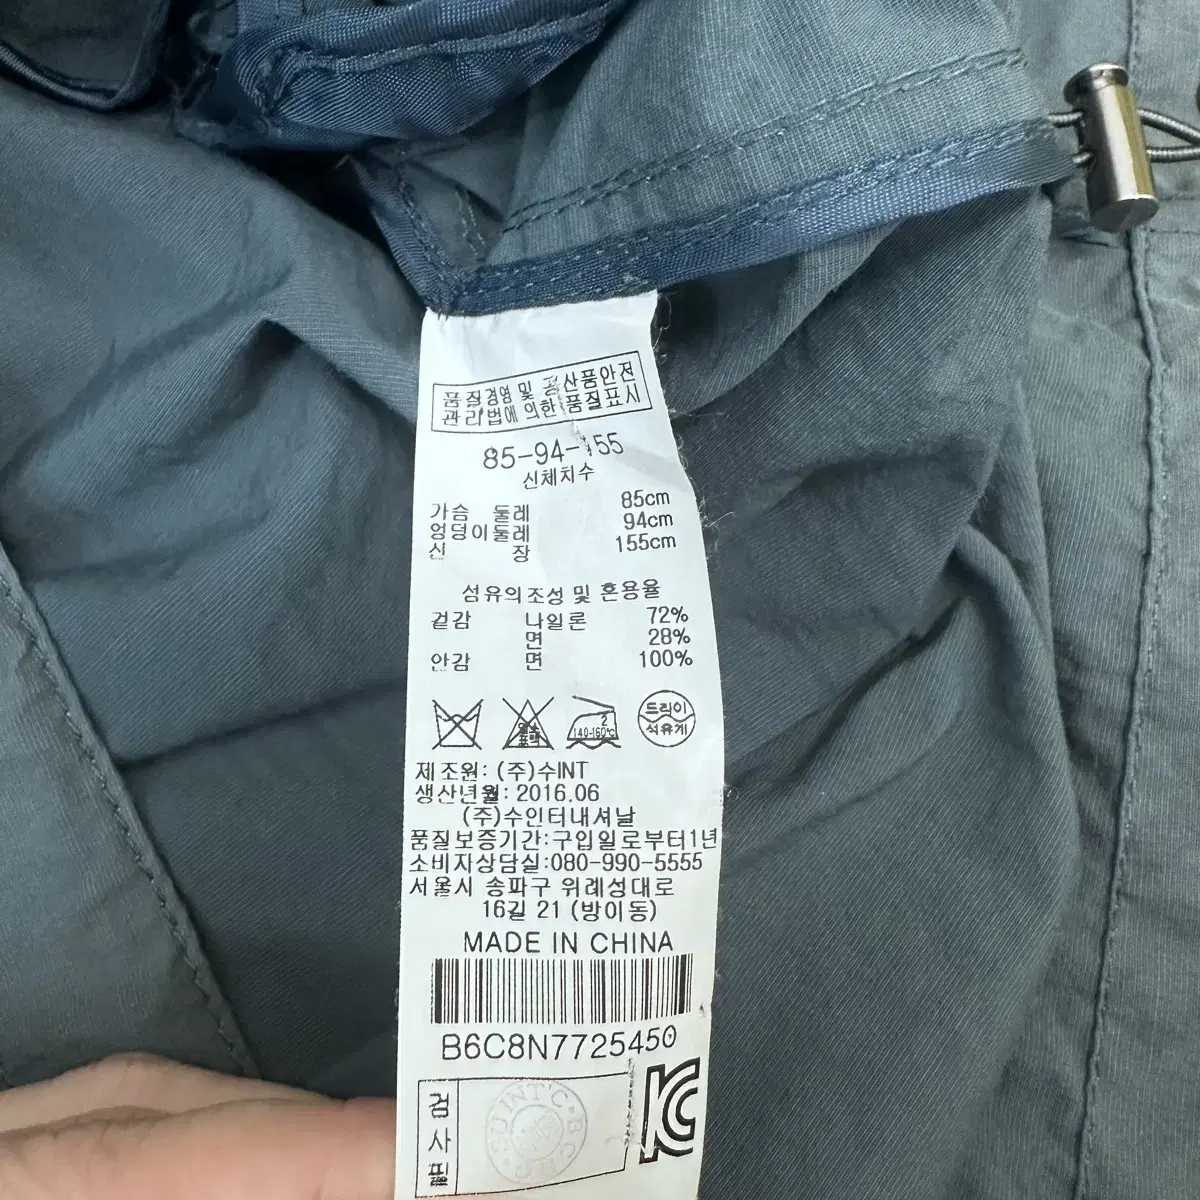 품질경영 및 공산품안전
관리법에 의한 품질표시
85-94-155
신체치수
가슴 둘레 85cm
엉덩이둘레 94cm
신 장 155cm
섬유의조성 및 혼용율
겉감 나일론 72%
면 28%
안감 면 100%
2
140-160℃
드라이
석유계
제조원: (주)수INT
생산년월: 2016.06
(주)수인터내셔날
품질보증기간:구입일로부터1년
소비자상담실:080-990-5555
서울시 송파구 위례성대로
16길 21 (방이동)
MADE IN CHINA
B6C8N7725450
검
사
필